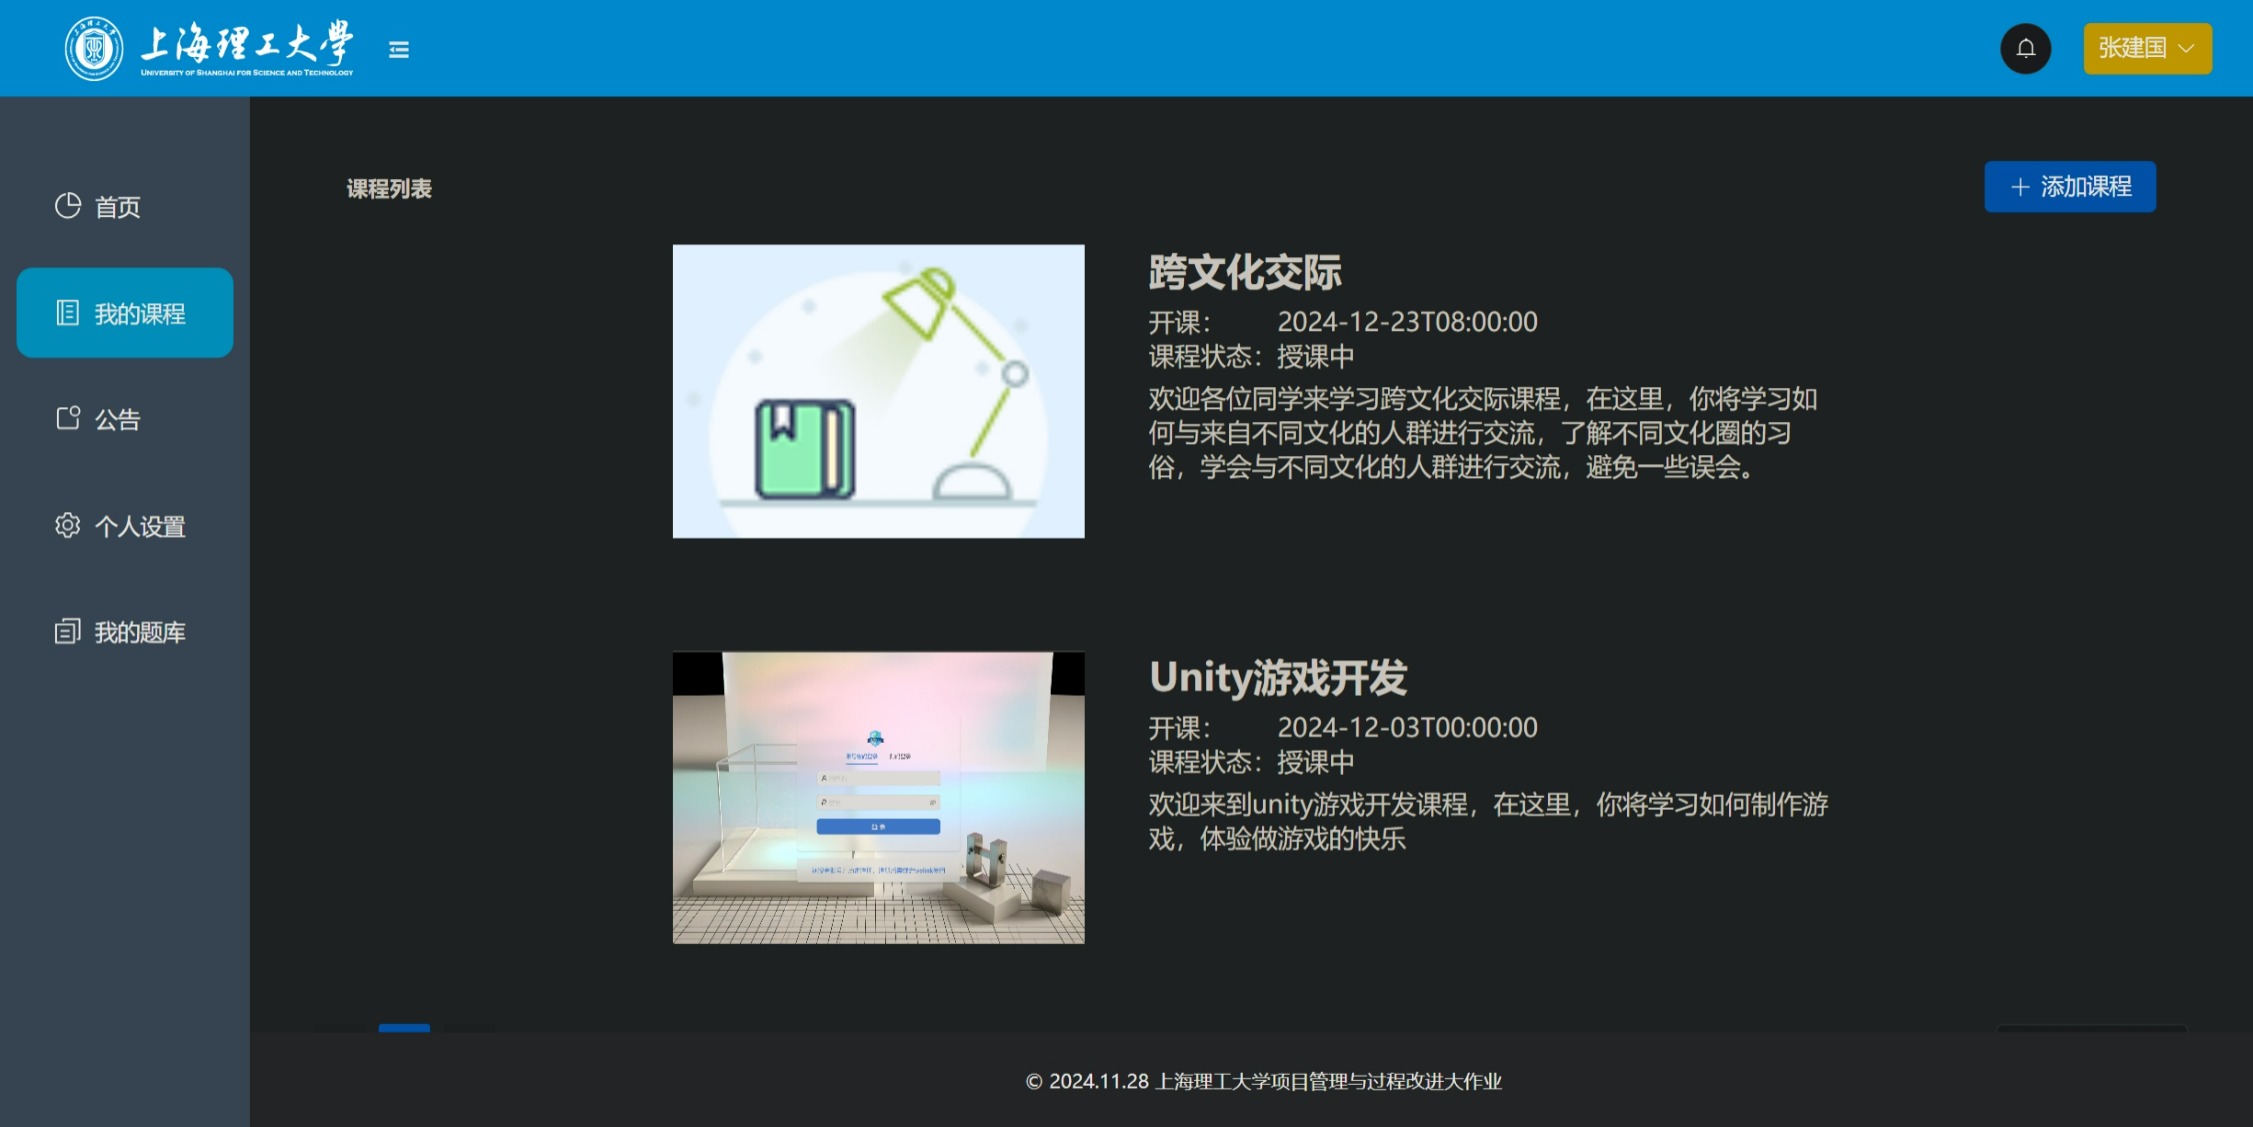 上海理工大学
UNIVERSITY OF SHANGHAI FOR SCIENCE AND TECHNOLOGY
张建国
首页
我的课程
公告
个人设置
我的题库
课程列表
添加课程
跨文化交际
开课： 2024-12-23T08:00:00
课程状态：授课中
欢迎各位同学来学习跨文化交际课程，在这里，你将学习如
何与来自不同文化的人群进行交流，了解不同文化圈的习
俗，学会与不同文化的人群进行交流，避免一些误会。
Unity游戏开发
开课： 2024-12-03T00:00:00
课程状态：授课中
欢迎来到unity游戏开发课程，在这里，你将学习如何制作游
戏，体验做游戏的快乐
登录
© 2024.11.28 上海理工大学项目管理与过程改进大作业